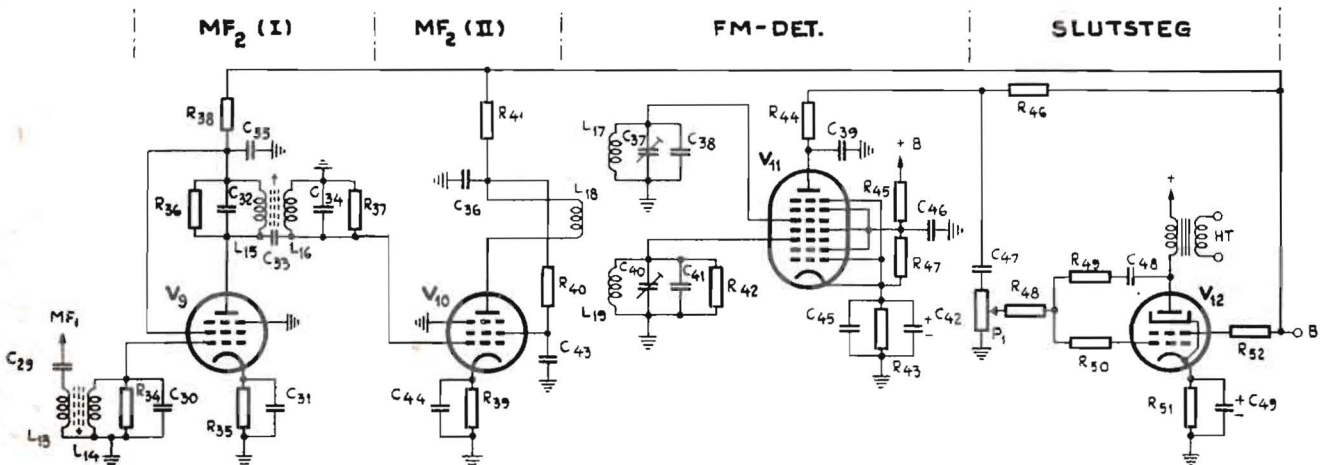 MF₂ (I) MF₂ (II) FM-DET. SLUTSTEG
R38 C35 R41 L17 C37 C38 R44 C39 R46
V11 + B
R36 C32 C34 R37 C36 L18 R45 C46 +
L15 C33 L16 HT
V9 V10 R40 L19 C40 C41 R42 R47 C47 R49 C48 V12
MF₁ R48 P₁ B
C29 C43 C45 C42 R50 R52
+
-
R34 C30 C31 C44 R39 R43 R51 C49
+
-
L13 L14 R35